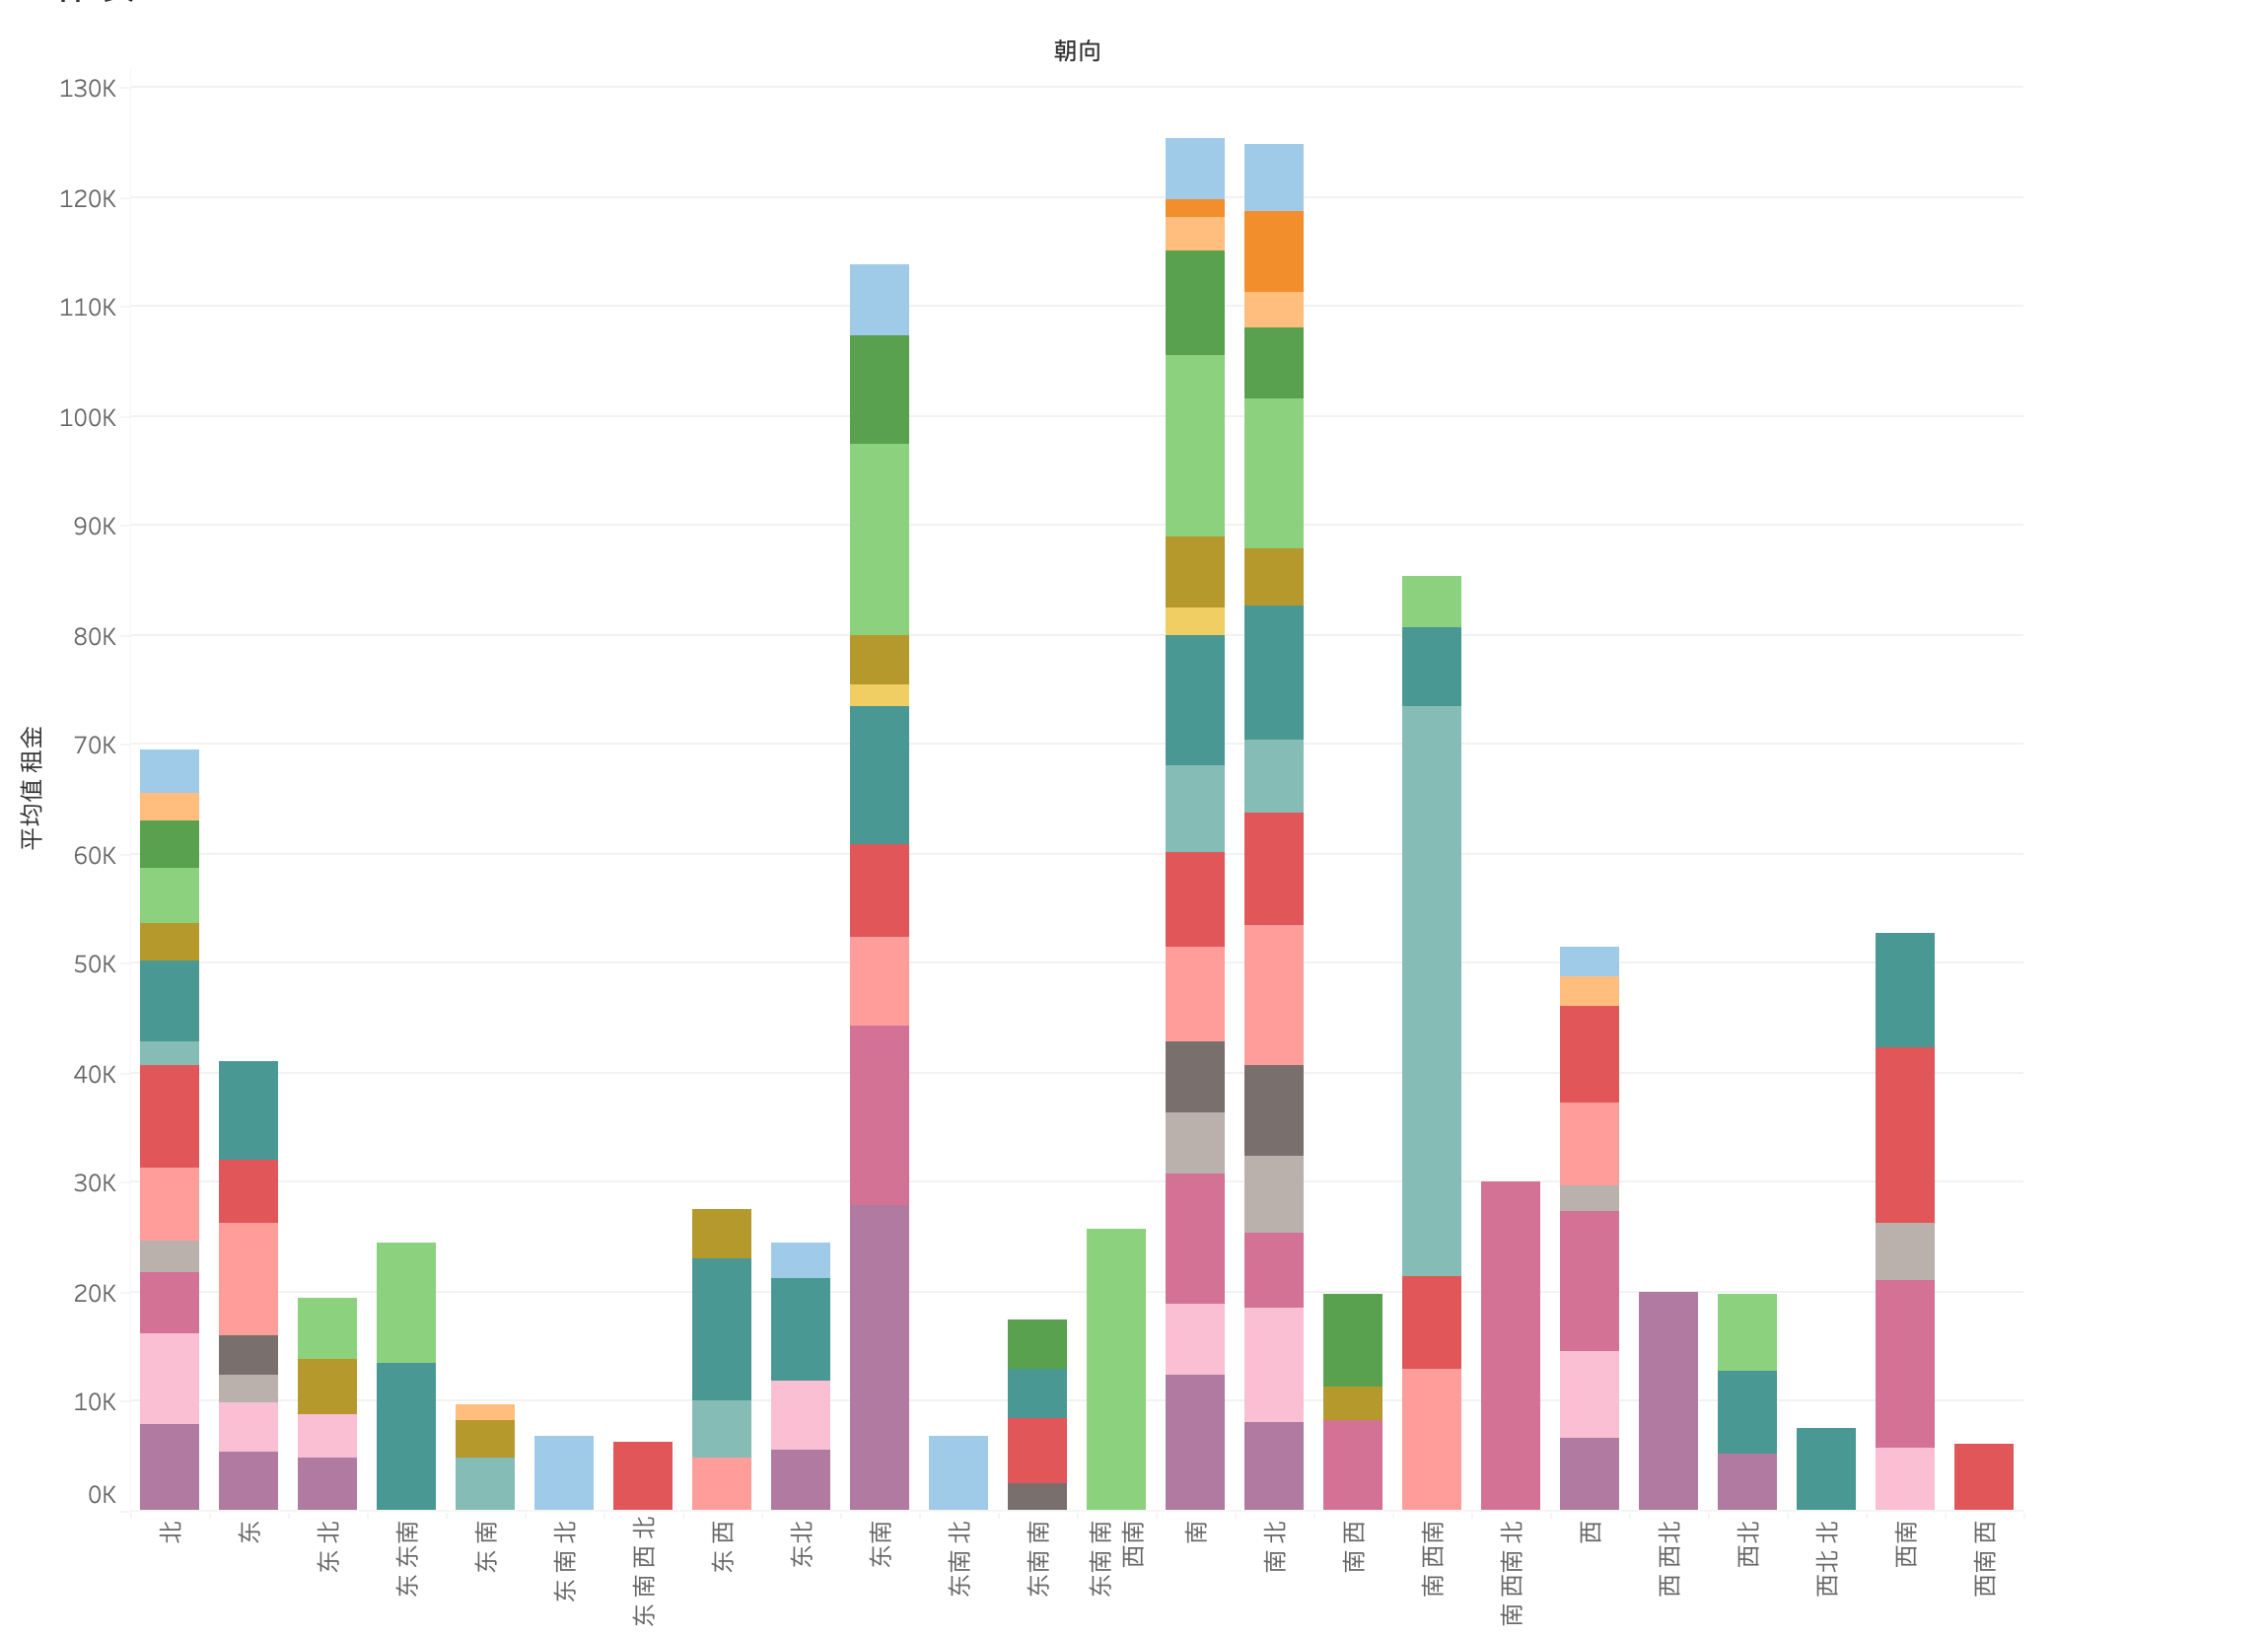 朝向
130K
120K
110K
100K
90K
80K
70K
60K
50K
40K
30K
20K
10K
0K
平均值 租金
北
东
东 北
东 东南
东 南
东 南 北
东 南 西 北
东 西
东北
东南
东南 北
东南 南
东南 南
西南
南
南 北
南 西
南 西南
南 西南 北
西
西 西北
西北
西北 北
西南
西南 西